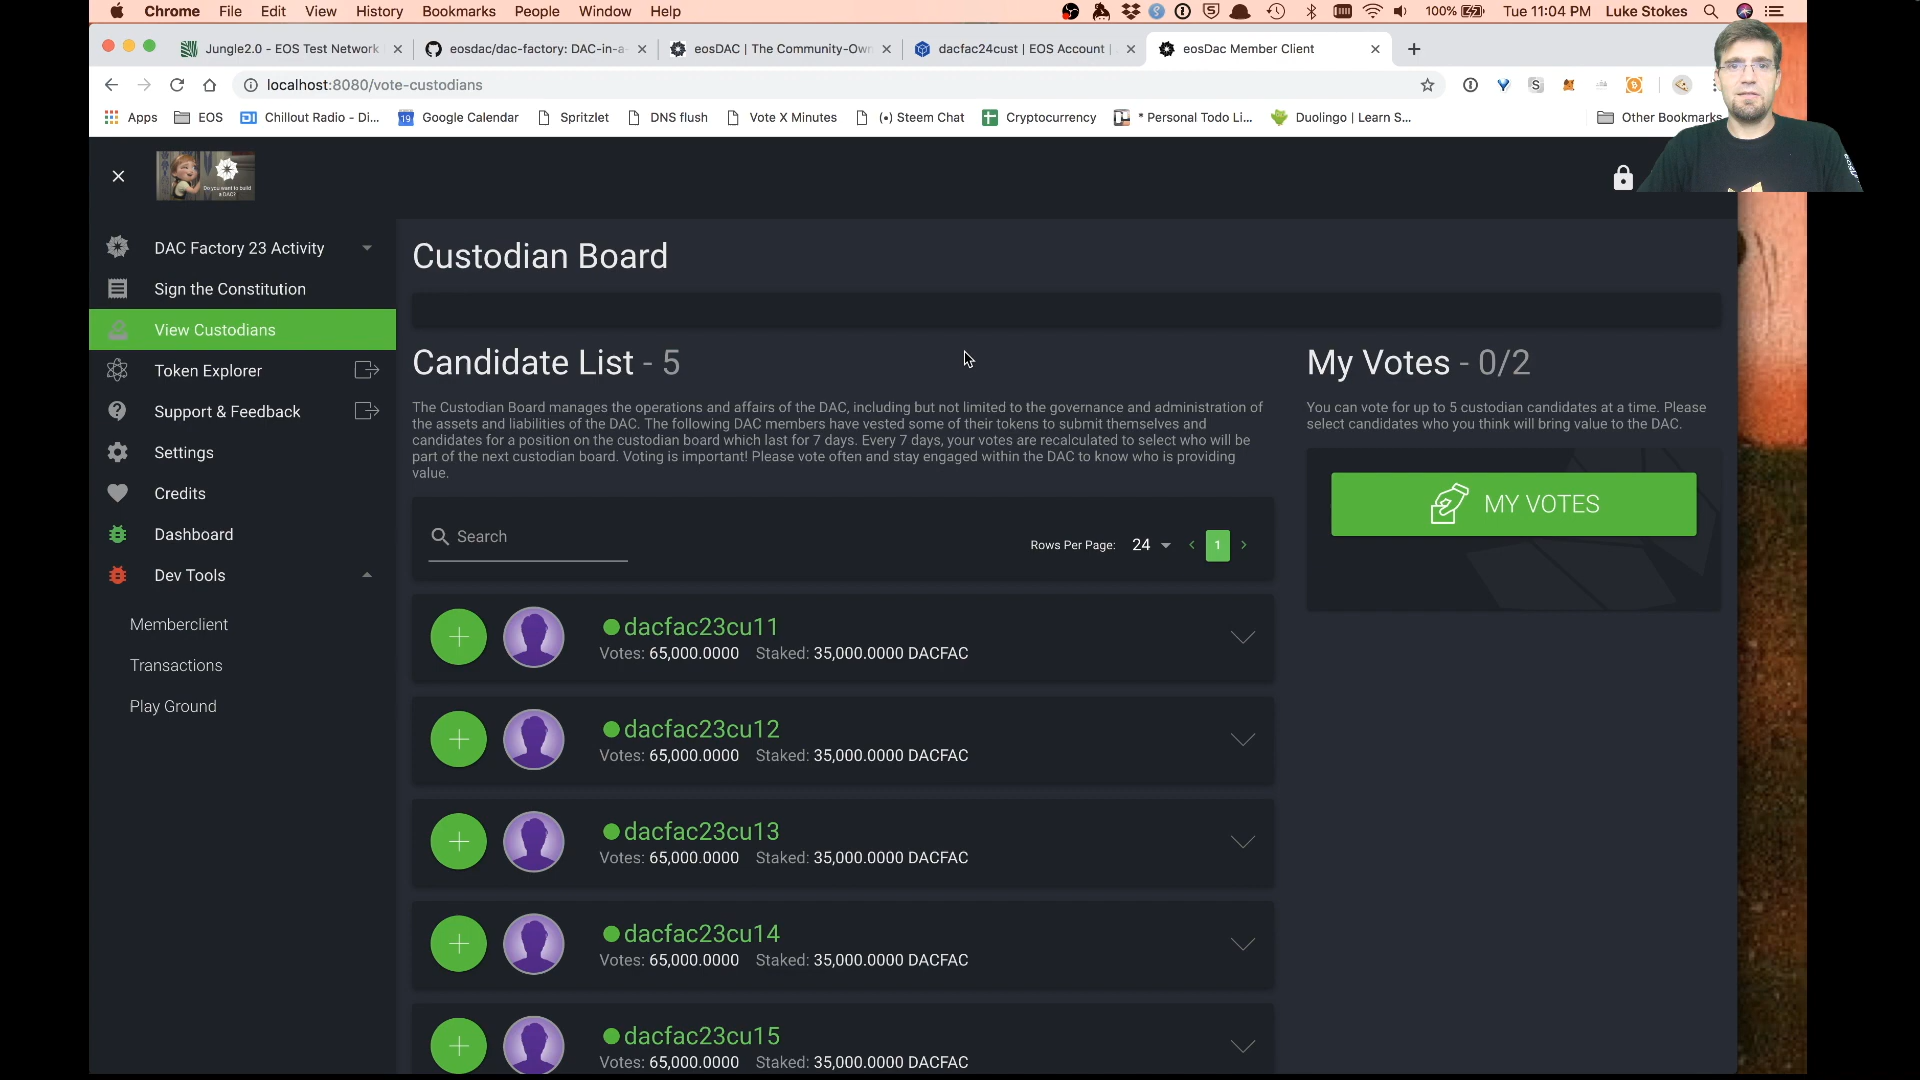 Chrome File Edit View History Bookmarks People Window Help 100% Tue 11:04 PM Luke Stokes
Jungle2.0 - EOS Test Network
eosdac/dac-factory: DAC-in-a-
eosDAC | The Community-Own
dacfac24cust | EOS Account |
eosDac Member Client
localhost:8080/vote-custodians
Apps EOS Chillout Radio - Di... Google Calendar Spritzlet DNS flush Vote X Minutes (•) Steem Chat Cryptocurrency * Personal Todo Li... Duolingo | Learn S... Other Bookmarks
Do you want to build
a DAC?
DAC Factory 23 Activity
Sign the Constitution
View Custodians
Token Explorer
Support & Feedback
Settings
Credits
Dashboard
Dev Tools
Memberclient
Transactions
Play Ground
Custodian Board
Candidate List - 5
The Custodian Board manages the operations and affairs of the DAC, including but not limited to the governance and administration of
the assets and liabilities of the DAC. The following DAC members have vested some of their tokens to submit themselves and
candidates for a position on the custodian board which last for 7 days. Every 7 days, your votes are recalculated to select who will be
part of the next custodian board. Voting is important! Please vote often and stay engaged within the DAC to know who is providing
value.
Search
Rows Per Page: 24 1
dacfac23cu11
Votes: 65,000.0000 Staked: 35,000.0000 DACFAC
dacfac23cu12
Votes: 65,000.0000 Staked: 35,000.0000 DACFAC
dacfac23cu13
Votes: 65,000.0000 Staked: 35,000.0000 DACFAC
dacfac23cu14
Votes: 65,000.0000 Staked: 35,000.0000 DACFAC
dacfac23cu15
Votes: 65,000.0000 Staked: 35,000.0000 DACFAC
My Votes - 0/2
You can vote for up to 5 custodian candidates at a time. Please
select candidates who you think will bring value to the DAC.
MY VOTES